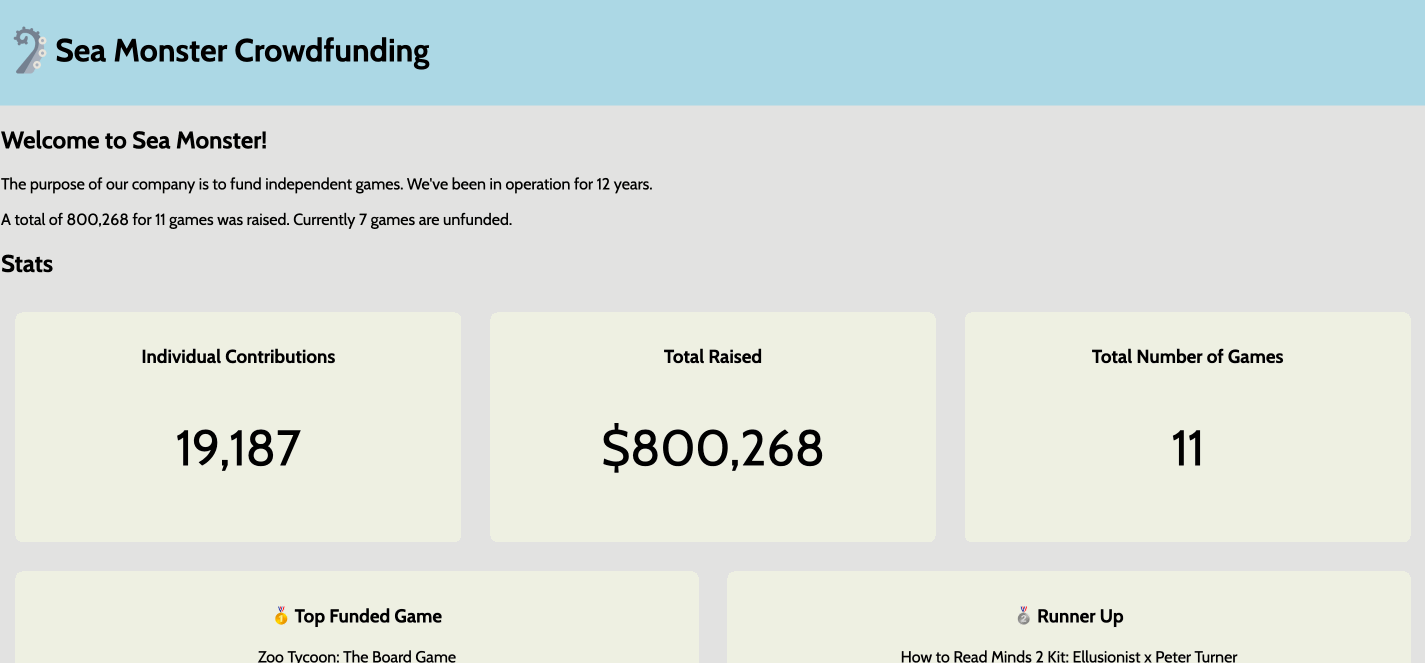 Sea Monster Crowdfunding
Welcome to Sea Monster!
The purpose of our company is to fund independent games. We've been in operation for 12 years.
A total of 800,268 for 11 games was raised. Currently 7 games are unfunded.
Stats
Individual Contributions
19,187
Total Raised
$800,268
Total Number of Games
11
🥇 Top Funded Game
Zoo Tycoon: The Board Game
🥈 Runner Up
How to Read Minds 2 Kit: Ellusionist x Peter Turner